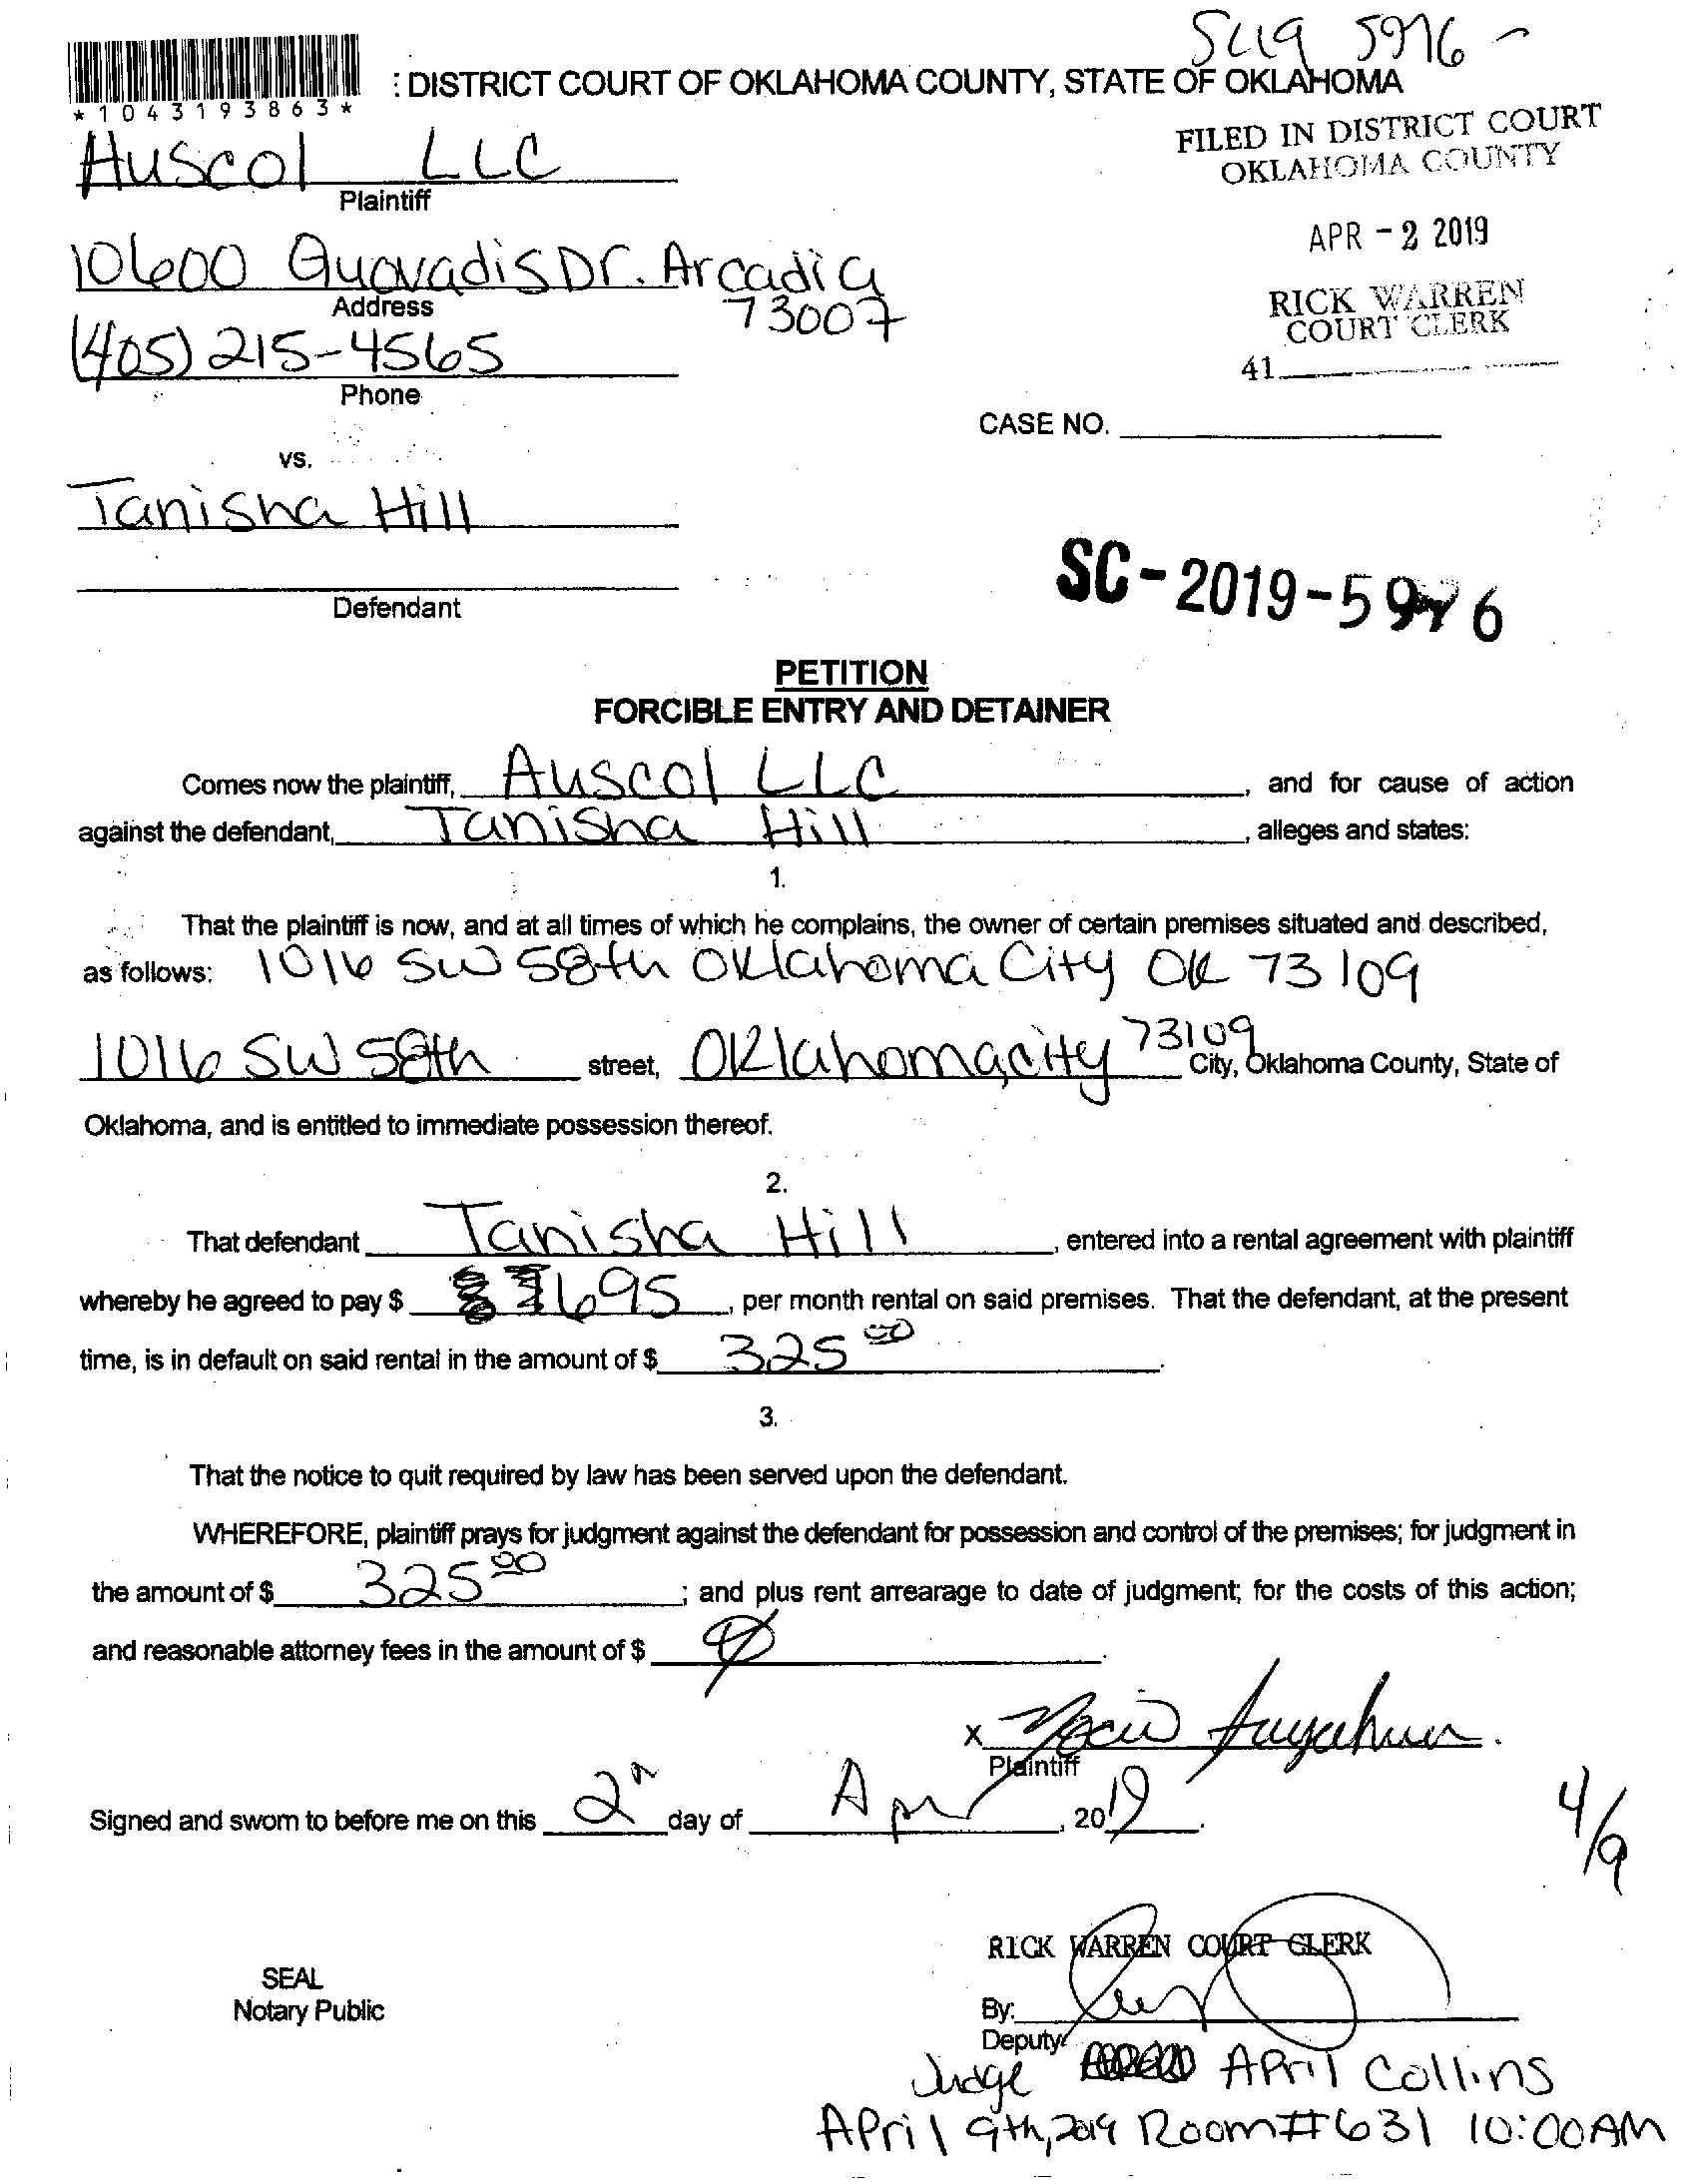 5976
*1043193863*
: DISTRICT COURT OF OKLAHOMA COUNTY, STATE OF OKLAHOMA
FILED IN DISTRICT COURT
OKLAHOMA COUNTY
Auscol LLC
Plaintiff
APR - 2 2019
10600 Quovadis Dr. Arcadia
73007
Address
RICK WARREN
COURT CLERK
(405) 215-4565
41
Phone
CASE NO.
vs.
Tanisha Hill
Defendant
SC-2019-5976
PETITION
FORCIBLE ENTRY AND DETAINER
Comes now the plaintiff, Auscol LLC, and for cause of action
against the defendant, Tanisha Hill, alleges and states:
1.
That the plaintiff is now, and at all times of which he complains, the owner of certain premises situated and described,
as follows: 1016 SW 58th Oklahoma City OK 73109
1016 SW 58th street, Oklahoma city 73109 City, Oklahoma County, State of
Oklahoma, and is entitled to immediate possession thereof.
2.
That defendant Tanisha Hill, entered into a rental agreement with plaintiff
whereby he agreed to pay $ 695, per month rental on said premises. That the defendant, at the present
time, is in default on said rental in the amount of $ 325 00.
3.
That the notice to quit required by law has been served upon the defendant.
WHEREFORE, plaintiff prays for judgment against the defendant for possession and control of the premises; for judgment in
the amount of $ 325 00; and plus rent arrearage to date of judgment; for the costs of this action;
and reasonable attorney fees in the amount of $
X
Plaintiff
Signed and sworn to before me on this 2n day of Apr, 2019.
4/9
RICK WARREN COURT CLERK
SEAL
Notary Public
By:
Deputy
Judge APRIL Collins
APril 9th, 2019 Room # 631 10:00AM